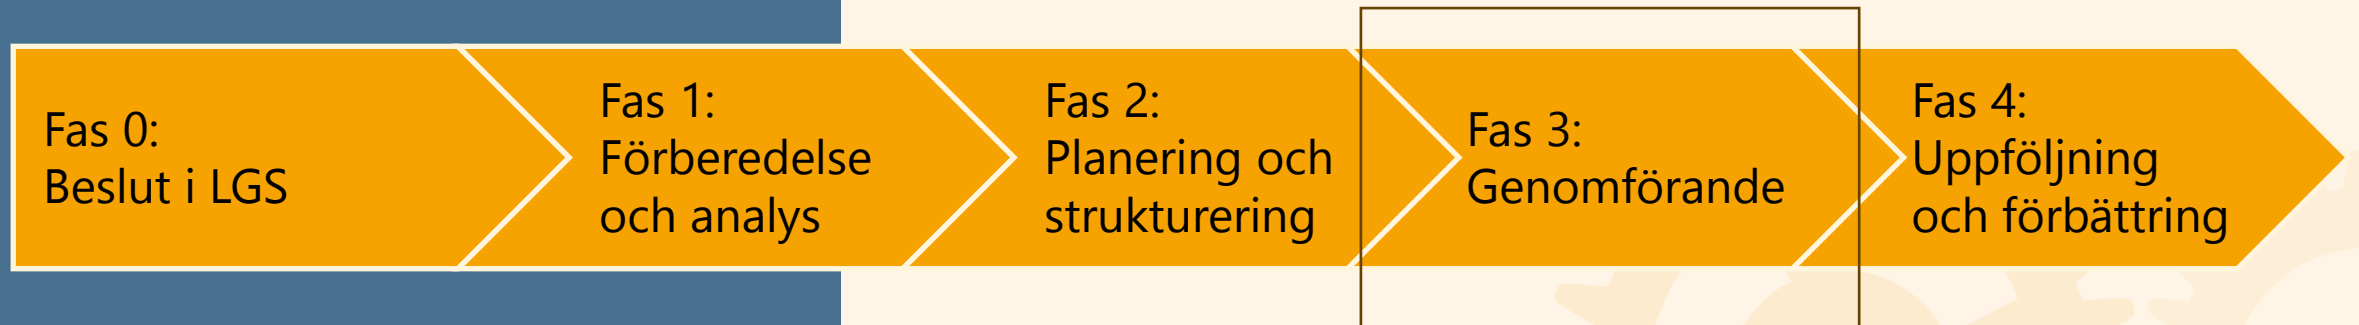 Fas 0:
Beslut i LGS
Fas 1:
Förberedelse
och analys
Fas 2:
Planering och
strukturering
Fas 3:
Genomförande
Fas 4:
Uppföljning
och förbättring